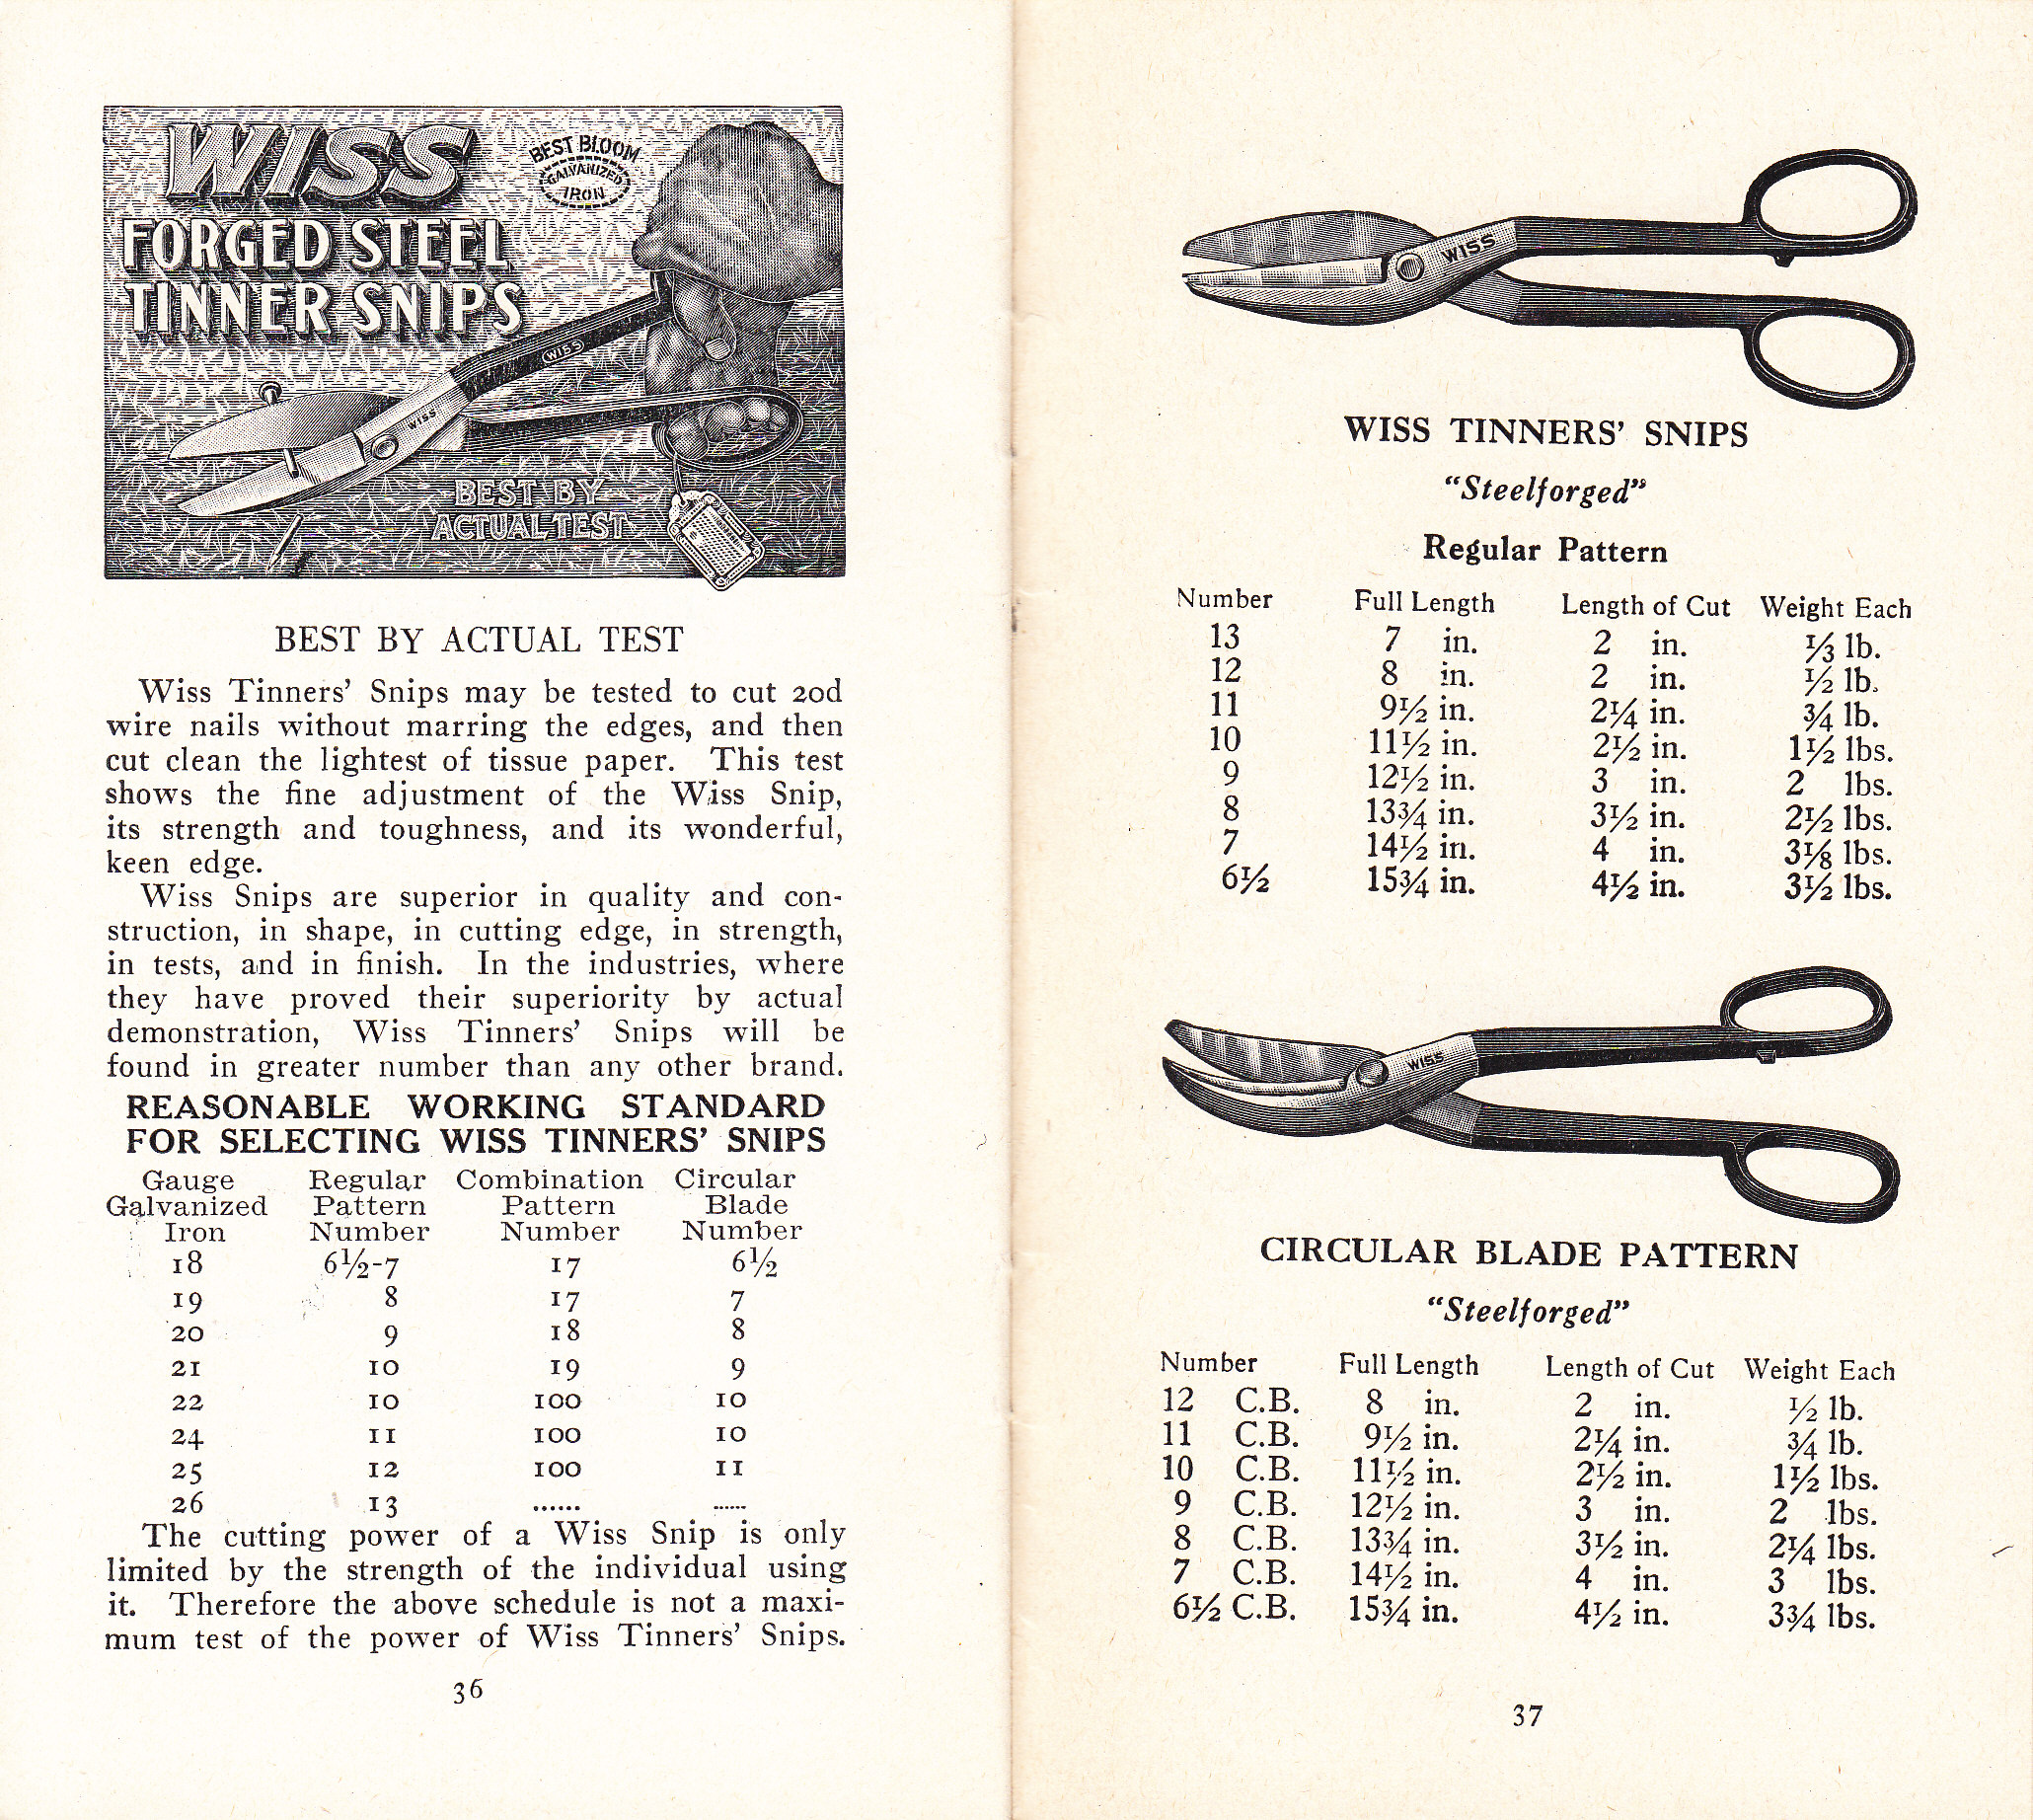 WISS
FORGED STEEL
TINNER SNIPS
BEST BLOOM
GALVANIZED
IRON
WISS
WISS
BEST BY
ACTUAL TEST
BEST BY ACTUAL TEST
Wiss Tinners' Snips may be tested to cut 20d
wire nails without marring the edges, and then
cut clean the lightest of tissue paper. This test
shows the fine adjustment of the Wiss Snip,
its strength and toughness, and its wonderful,
keen edge.
Wiss Snips are superior in quality and con-
struction, in shape, in cutting edge, in strength,
in tests, and in finish. In the industries, where
they have proved their superiority by actual
demonstration, Wiss Tinners' Snips will be
found in greater number than any other brand.
REASONABLE WORKING STANDARD
FOR SELECTING WISS TINNERS' SNIPS
Gauge Regular Combination Circular
Galvanized Pattern Pattern Blade
Iron Number Number Number
18 6½-7 17 6½
19 8 17 7
20 9 18 8
21 10 19 9
22 10 100 10
24 11 100 10
25 12 100 11
26 13 ...... ......
The cutting power of a Wiss Snip is only
limited by the strength of the individual using
it. Therefore the above schedule is not a maxi-
mum test of the power of Wiss Tinners' Snips.
36
WISS
WISS TINNERS' SNIPS
"Steelforged"
Regular Pattern
Number Full Length Length of Cut Weight Each
13 7 in. 2 in. ⅓ lb.
12 8 in. 2 in. ½ lb.
11 9½ in. 2¼ in. ¾ lb.
10 11½ in. 2½ in. 1½ lbs.
9 12½ in. 3 in. 2 lbs.
8 13¾ in. 3½ in. 2½ lbs.
7 14½ in. 4 in. 3⅛ lbs.
6½ 15¾ in. 4½ in. 3½ lbs.
WISS
CIRCULAR BLADE PATTERN
"Steelforged"
Number Full Length Length of Cut Weight Each
12 C.B. 8 in. 2 in. ½ lb.
11 C.B. 9½ in. 2¼ in. ¾ lb.
10 C.B. 11½ in. 2½ in. 1½ lbs.
9 C.B. 12½ in. 3 in. 2 lbs.
8 C.B. 13¾ in. 3½ in. 2¼ lbs.
7 C.B. 14½ in. 4 in. 3 lbs.
6½ C.B. 15¾ in. 4½ in. 3¾ lbs.
37